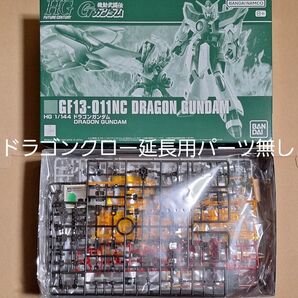 HG
FUTURE CENTURY
機動武闘伝
Gガンダム
BANDAI NAMCO
GF13-011NC DRAGON GUNDAM
HG 1/144 ドラゴンガンダム
DRAGON GUNDAM
BANDAI
ドラゴンクロー延長用パーツ無し